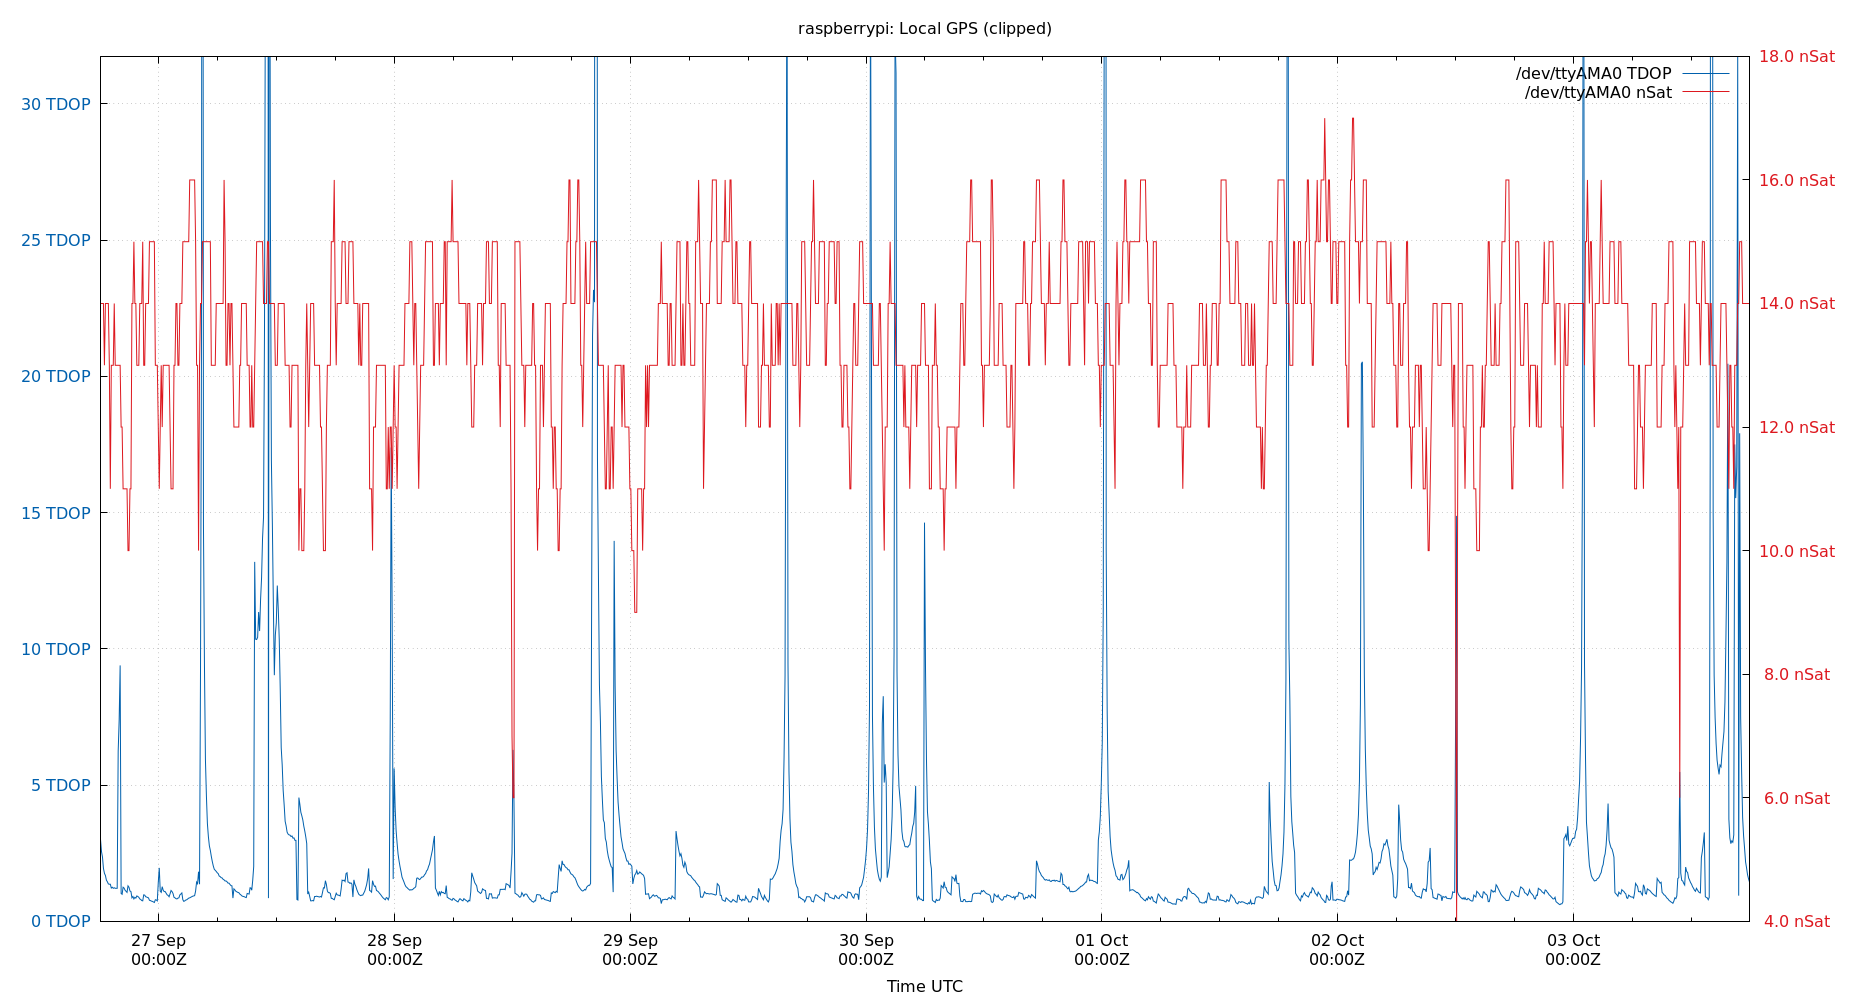 raspberrypi: Local GPS (clipped)
/dev/ttyAMA0 TDOP
/dev/ttyAMA0 nSat
30 TDOP
25 TDOP
20 TDOP
15 TDOP
10 TDOP
5 TDOP
0 TDOP
18.0 nSat
16.0 nSat
14.0 nSat
12.0 nSat
10.0 nSat
8.0 nSat
6.0 nSat
4.0 nSat
27 Sep
00:00Z
28 Sep
00:00Z
29 Sep
00:00Z
30 Sep
00:00Z
01 Oct
00:00Z
02 Oct
00:00Z
03 Oct
00:00Z
Time UTC